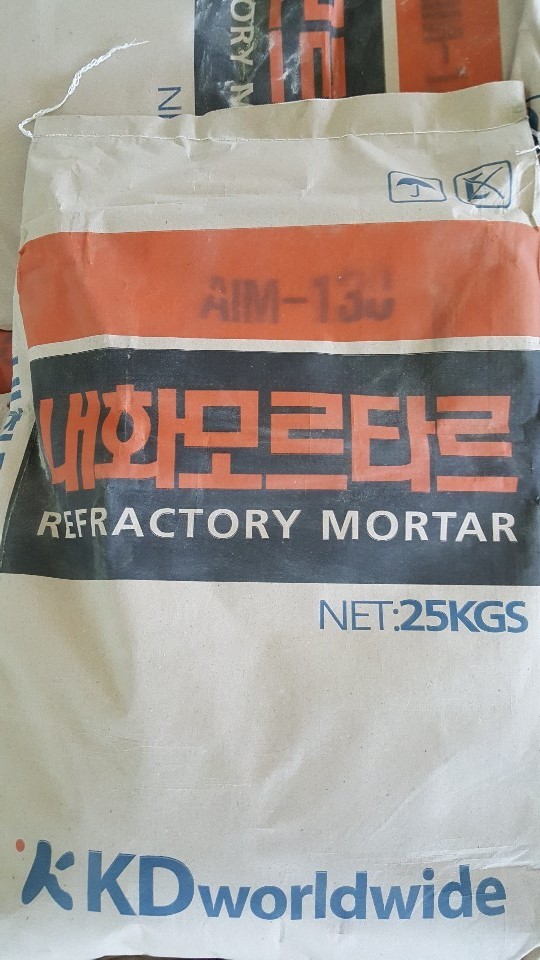 AIM-130
내화모르타르
REFRACTORY MORTAR
NET:25KGS
KDworldwide